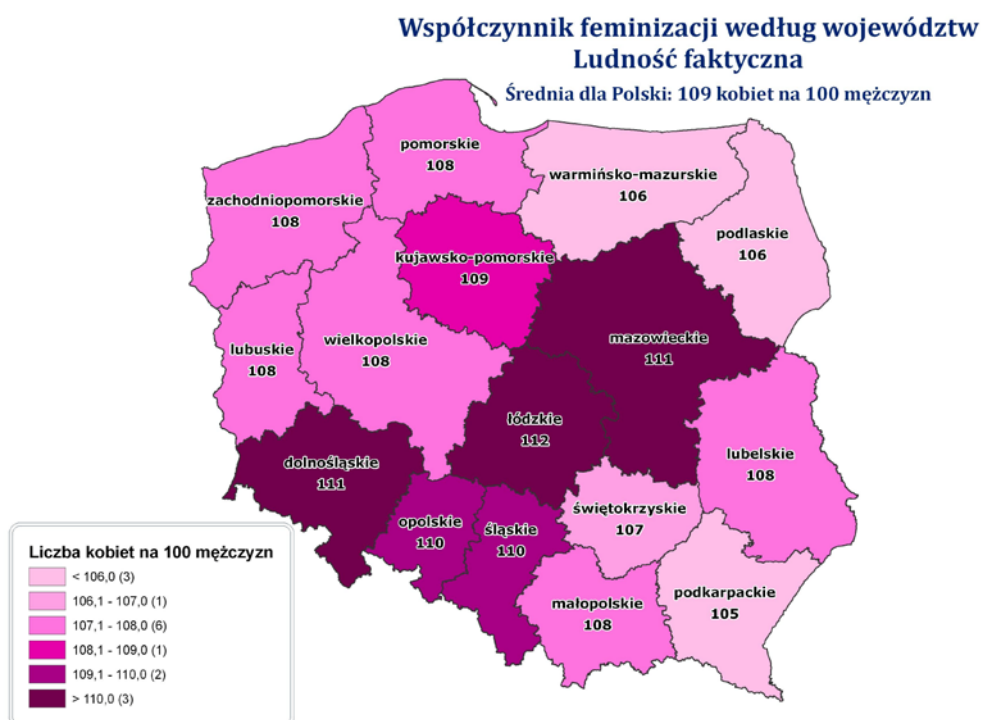 Współczynnik feminizacji według województw
Ludność faktyczna
Średnia dla Polski: 109 kobiet na 100 mężczyzn
pomorskie
108
warmińsko-mazurskie
106
zachodniopomorskie
108
podlaskie
106
kujawsko-pomorskie
109
mazowieckie
111
wielkopolskie
108
lubuskie
108
łódzkie
112
lubelskie
108
dolnośląskie
111
świętokrzyskie
107
opolskie
110
śląskie
110
podkarpackie
105
małopolskie
108
Liczba kobiet na 100 mężczyzn
< 106,0 (3)
106,1 - 107,0 (1)
107,1 - 108,0 (6)
108,1 - 109,0 (1)
109,1 - 110,0 (2)
> 110,0 (3)